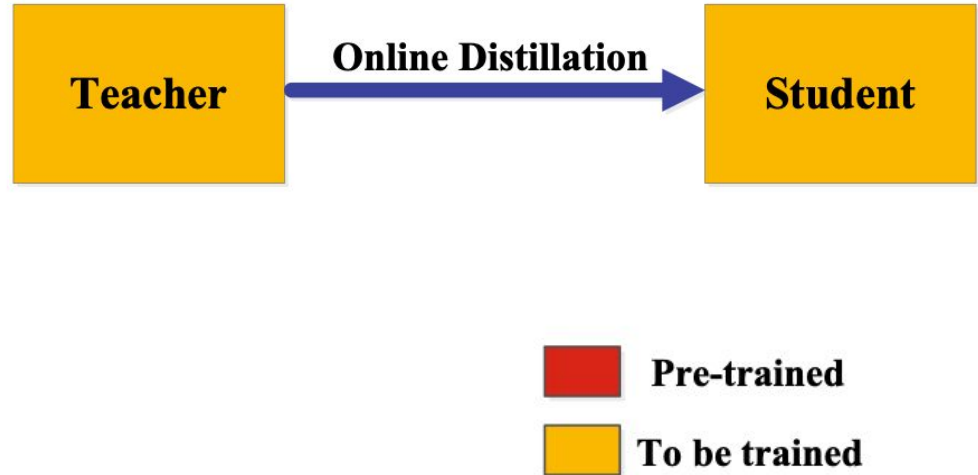 Online Distillation
Teacher
Student
Pre-trained
To be trained